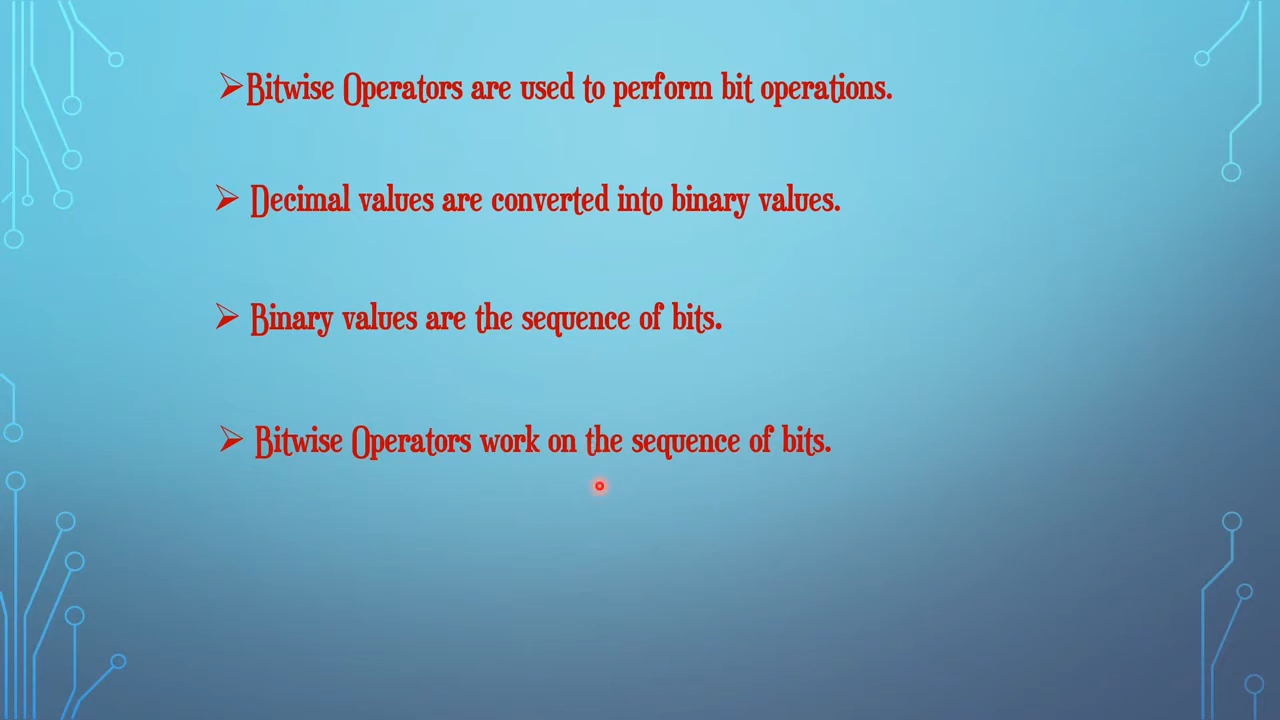 ➢Bitwise Operators are used to perform bit operations.
➢ Decimal values are converted into binary values.
➢ Binary values are the sequence of bits.
➢ Bitwise Operators work on the sequence of bits.